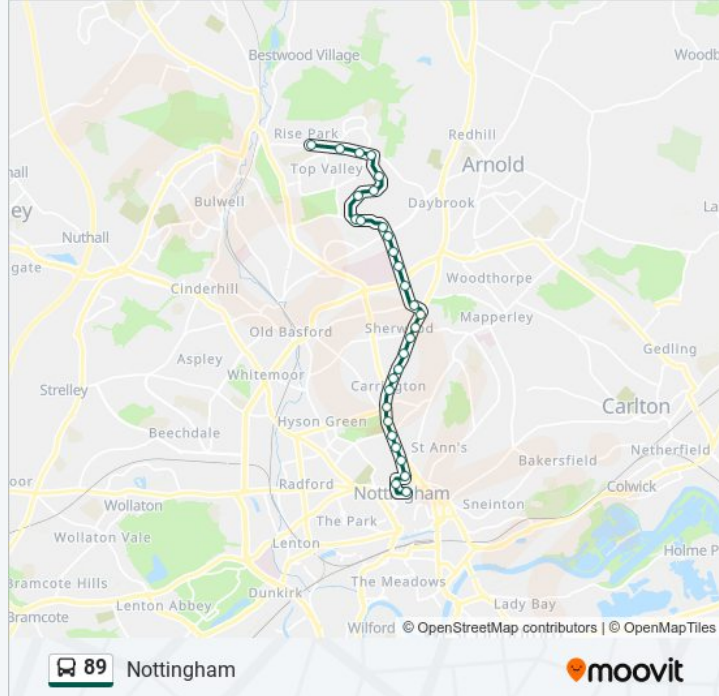 Bestwood Village
Woodb
Rise Park
Redhill
Arnold
Top Valley
nall
Bulwell
Daybrook
La
ey
Nuthall
gate
Woodthorpe
Cinderhill
Mapperley
Old Basford
Sherwood
Gedling
Aspley
Whitemoor
Strelley
Carrington
Carlton
Hyson Green
Beechdale
St Ann's
Netherfield
Bakersfield
oor
Radford
Nottingham
Colwick
Wollaton
Sneinton
The Park
Wollaton Vale
Lenton
Holme P
Bramcote Hills
The Meadows
Dunkirk
Lenton Abbey
Lady Bay
Bramcote
Wilford
© OpenStreetMap contributors | © OpenMapTiles
89 Nottingham
moovit